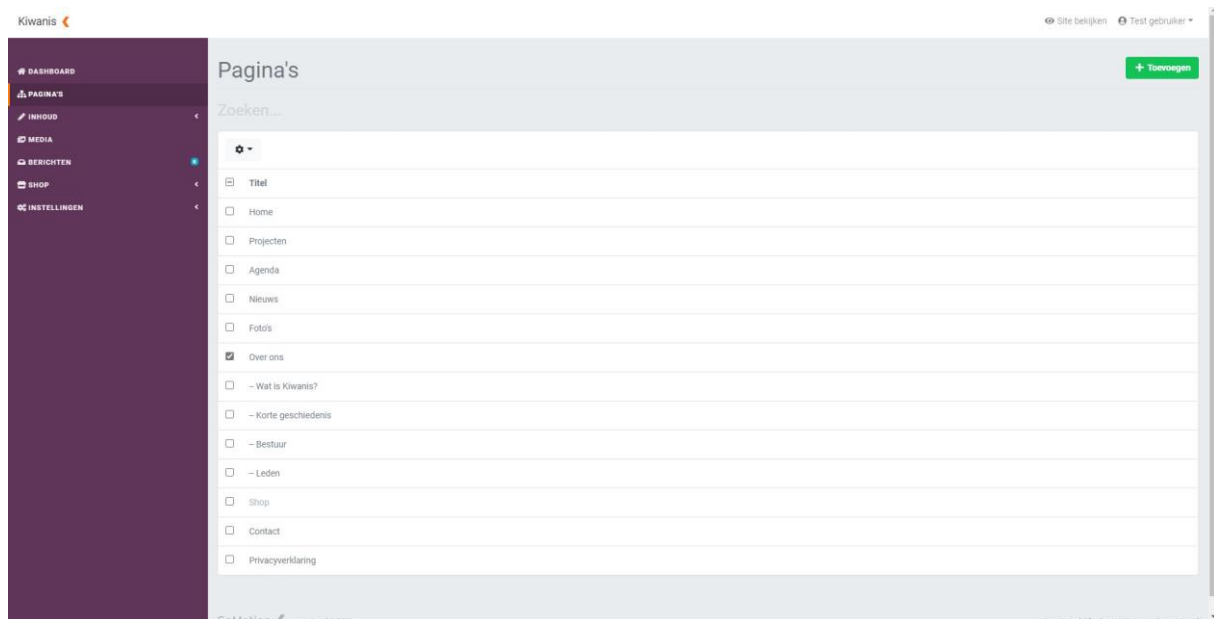 Kiwanis
Site bekijken Test gebruiker
DASHBOARD
PAGINA'S
INHOUD
MEDIA
BERICHTEN
SHOP
INSTELLINGEN
Pagina's
+ Toevoegen
Zoeken...
Titel
Home
Projecten
Agenda
Nieuws
Foto's
Over ons
– Wat is Kiwanis?
– Korte geschiedenis
– Bestuur
– Leden
Shop
Contact
Privacyverklaring